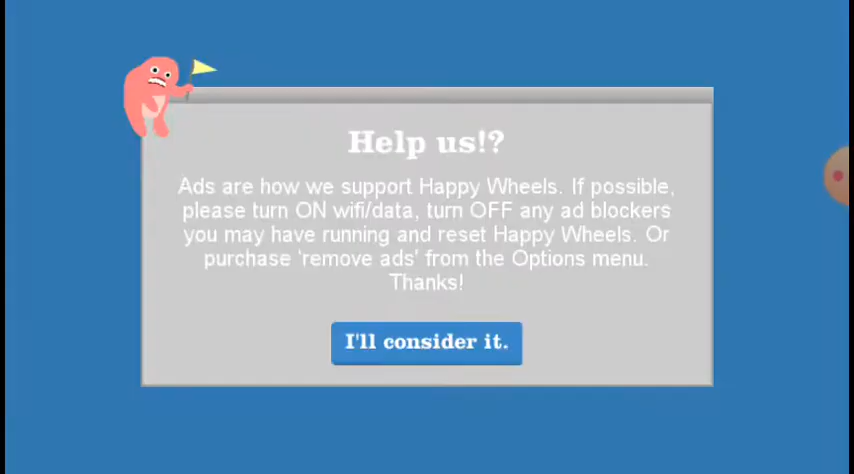 Help us!?
Ads are how we support Happy Wheels. If possible,
please turn ON wifi/data, turn OFF any ad blockers
you may have running and reset Happy Wheels. Or
purchase 'remove ads' from the Options menu.
Thanks!
I'll consider it.